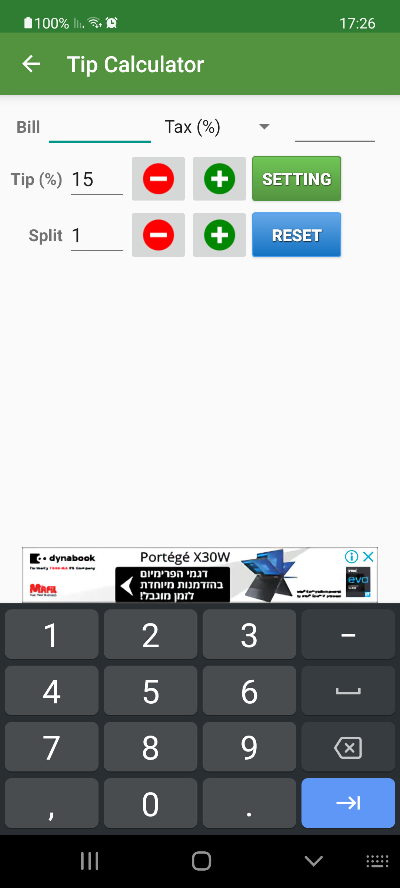 100% 17:26
Tip Calculator
Bill Tax (%)
Tip (%) 15 SETTING
Split 1 RESET
dynabook Portégé X30W
דגמי הפרימיום
בהזדמנות מיוחדת
לזמן מוגבל!
evo
1 2 3 -
4 5 6
7 8 9
, 0 .